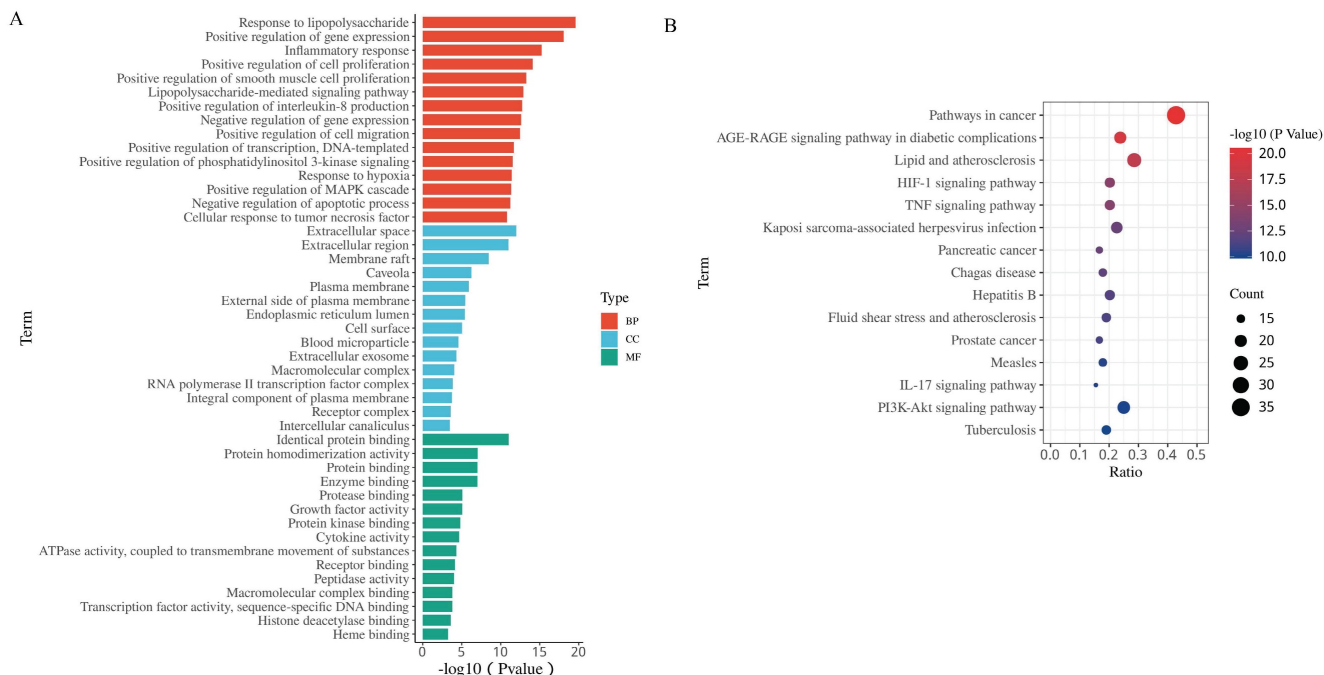 A
Response to lipopolysaccharide
Positive regulation of gene expression
Inflammatory response
Positive regulation of cell proliferation
Positive regulation of smooth muscle cell proliferation
Lipopolysaccharide-mediated signaling pathway
Positive regulation of interleukin-8 production
Negative regulation of gene expression
Positive regulation of cell migration
Positive regulation of transcription, DNA-templated
Positive regulation of phosphatidylinositol 3-kinase signaling
Response to hypoxia
Positive regulation of MAPK cascade
Negative regulation of apoptotic process
Cellular response to tumor necrosis factor
Extracellular space
Extracellular region
Membrane raft
Caveola
Plasma membrane
External side of plasma membrane
Endoplasmic reticulum lumen
Cell surface
Blood microparticle
Extracellular exosome
Macromolecular complex
RNA polymerase II transcription factor complex
Integral component of plasma membrane
Receptor complex
Intercellular canaliculus
Identical protein binding
Protein homodimerization activity
Protein binding
Enzyme binding
Protease binding
Growth factor activity
Protein kinase binding
Cytokine activity
ATPase activity, coupled to transmembrane movement of substances
Receptor binding
Peptidase activity
Macromolecular complex binding
Transcription factor activity, sequence-specific DNA binding
Histone deacetylase binding
Heme binding
Term
0 5 10 15 20
-log10 ( Pvalue )
Type
BP
CC
MF
B
Pathways in cancer
AGE-RAGE signaling pathway in diabetic complications
Lipid and atherosclerosis
HIF-1 signaling pathway
TNF signaling pathway
Kaposi sarcoma-associated herpesvirus infection
Pancreatic cancer
Chagas disease
Hepatitis B
Fluid shear stress and atherosclerosis
Prostate cancer
Measles
IL-17 signaling pathway
PI3K-Akt signaling pathway
Tuberculosis
Term
0.0 0.1 0.2 0.3 0.4 0.5
Ratio
-log10 (P Value)
20.0
17.5
15.0
12.5
10.0
Count
15
20
25
30
35